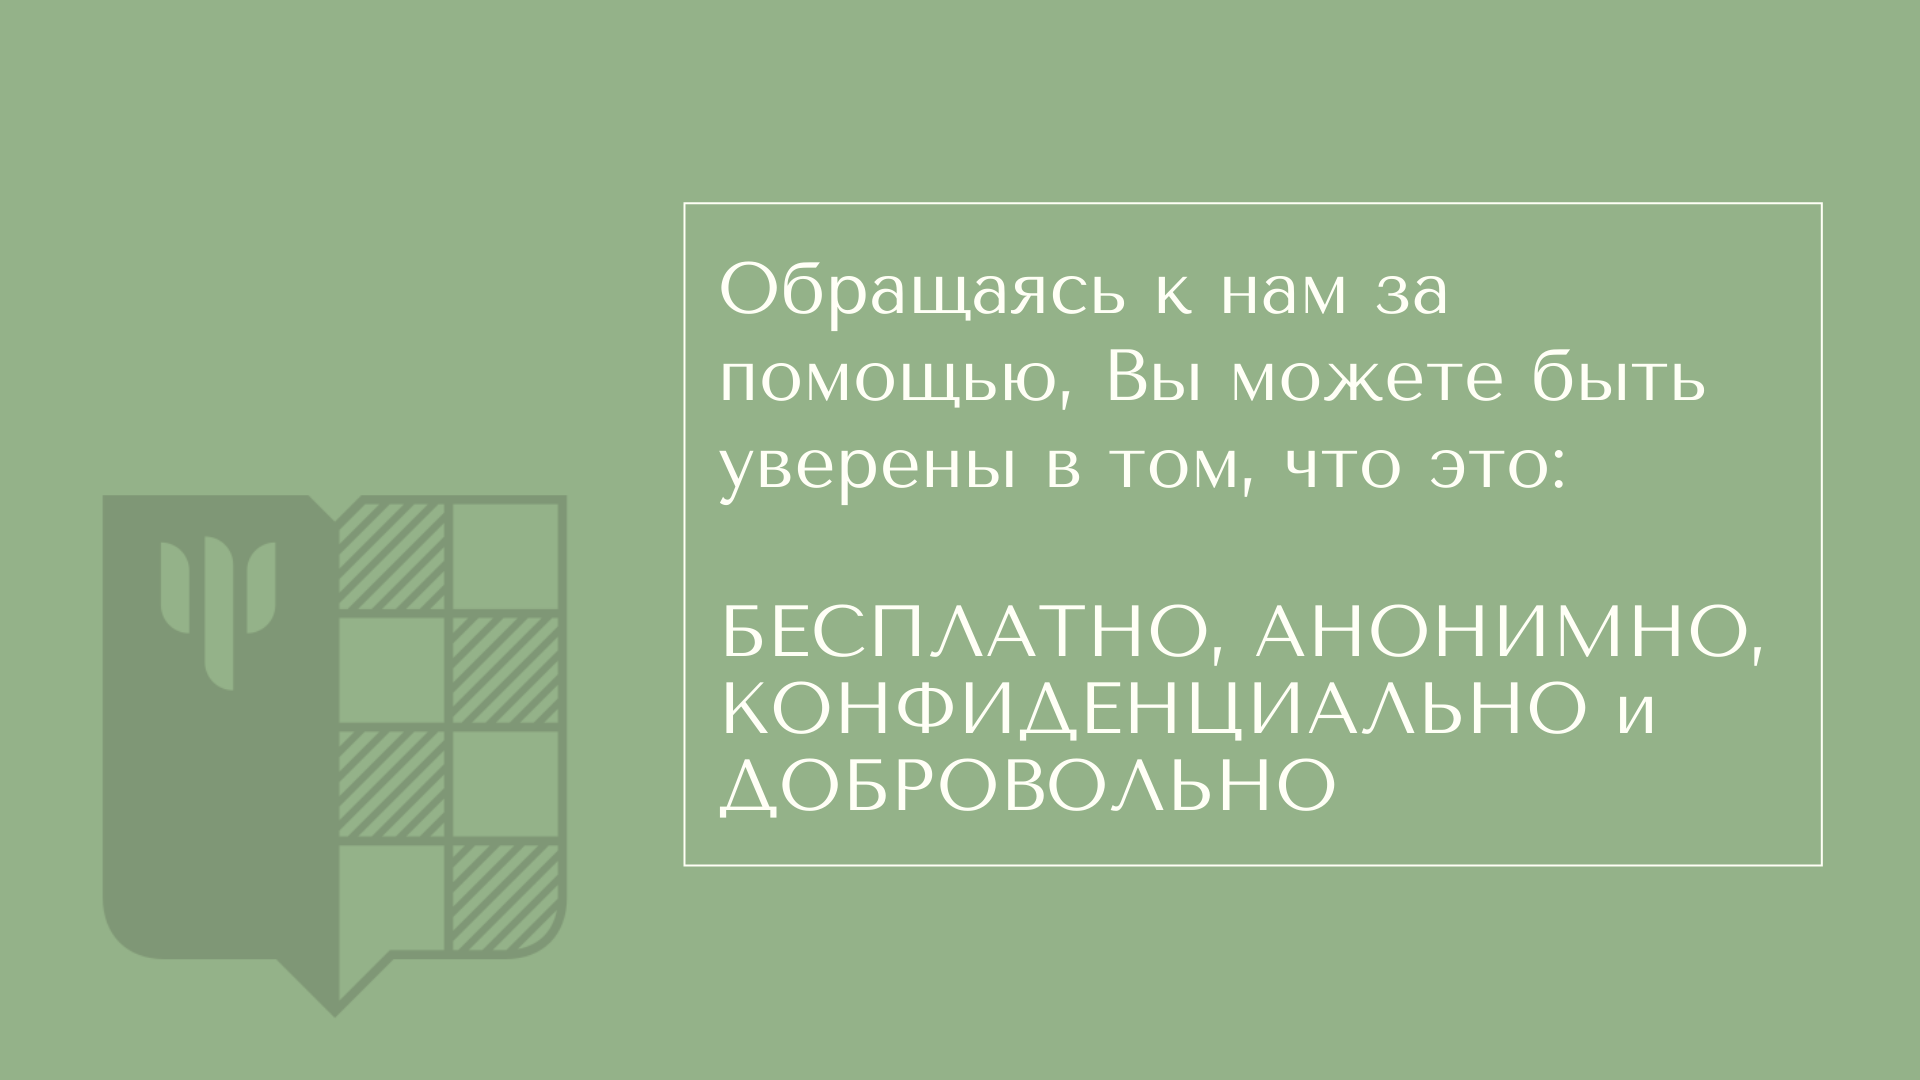 Обращаясь к нам за
помощью, Вы можете быть
уверены в том, что это:
БЕСПЛАТНО, АНОНИМНО,
КОНФИДЕНЦИАЛЬНО и
ДОБРОВОЛЬНО